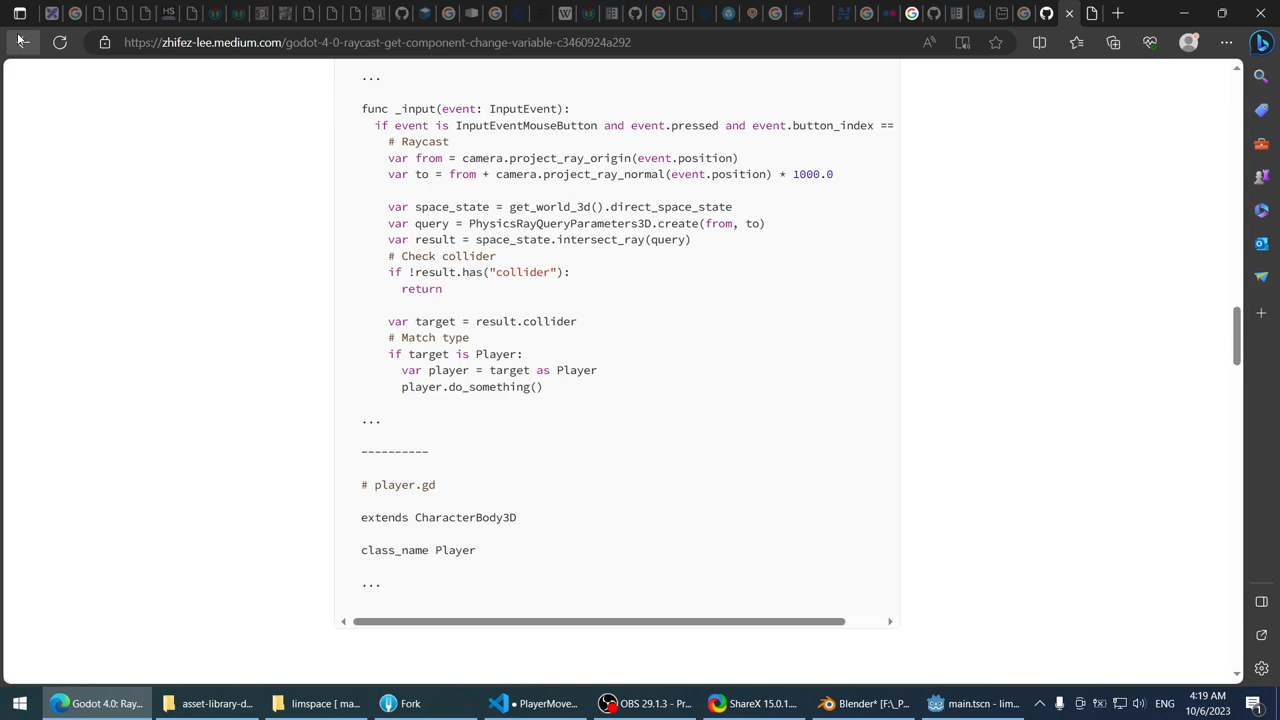 HS
W
https://zhifez-lee.medium.com/godot-4-0-raycast-get-component-change-variable-c3460924a292
...
func _input(event: InputEvent):
if event is InputEventMouseButton and event.pressed and event.button_index ==
# Raycast
var from = camera.project_ray_origin(event.position)
var to = from + camera.project_ray_normal(event.position) * 1000.0
var space_state = get_world_3d().direct_space_state
var query = PhysicsRayQueryParameters3D.create(from, to)
var result = space_state.intersect_ray(query)
# Check collider
if !result.has("collider"):
return
var target = result.collider
# Match type
if target is Player:
var player = target as Player
player.do_something()
...
----------
# player.gd
extends CharacterBody3D
class_name Player
...
Godot 4.0: Ray...
asset-library-d...
limspace [ ma...
Fork
● PlayerMove...
OBS 29.1.3 - Pr...
ShareX 15.0.1...
Blender* [F:\_P...
main.tscn - lim...
ENG
4:19 AM
10/6/2023